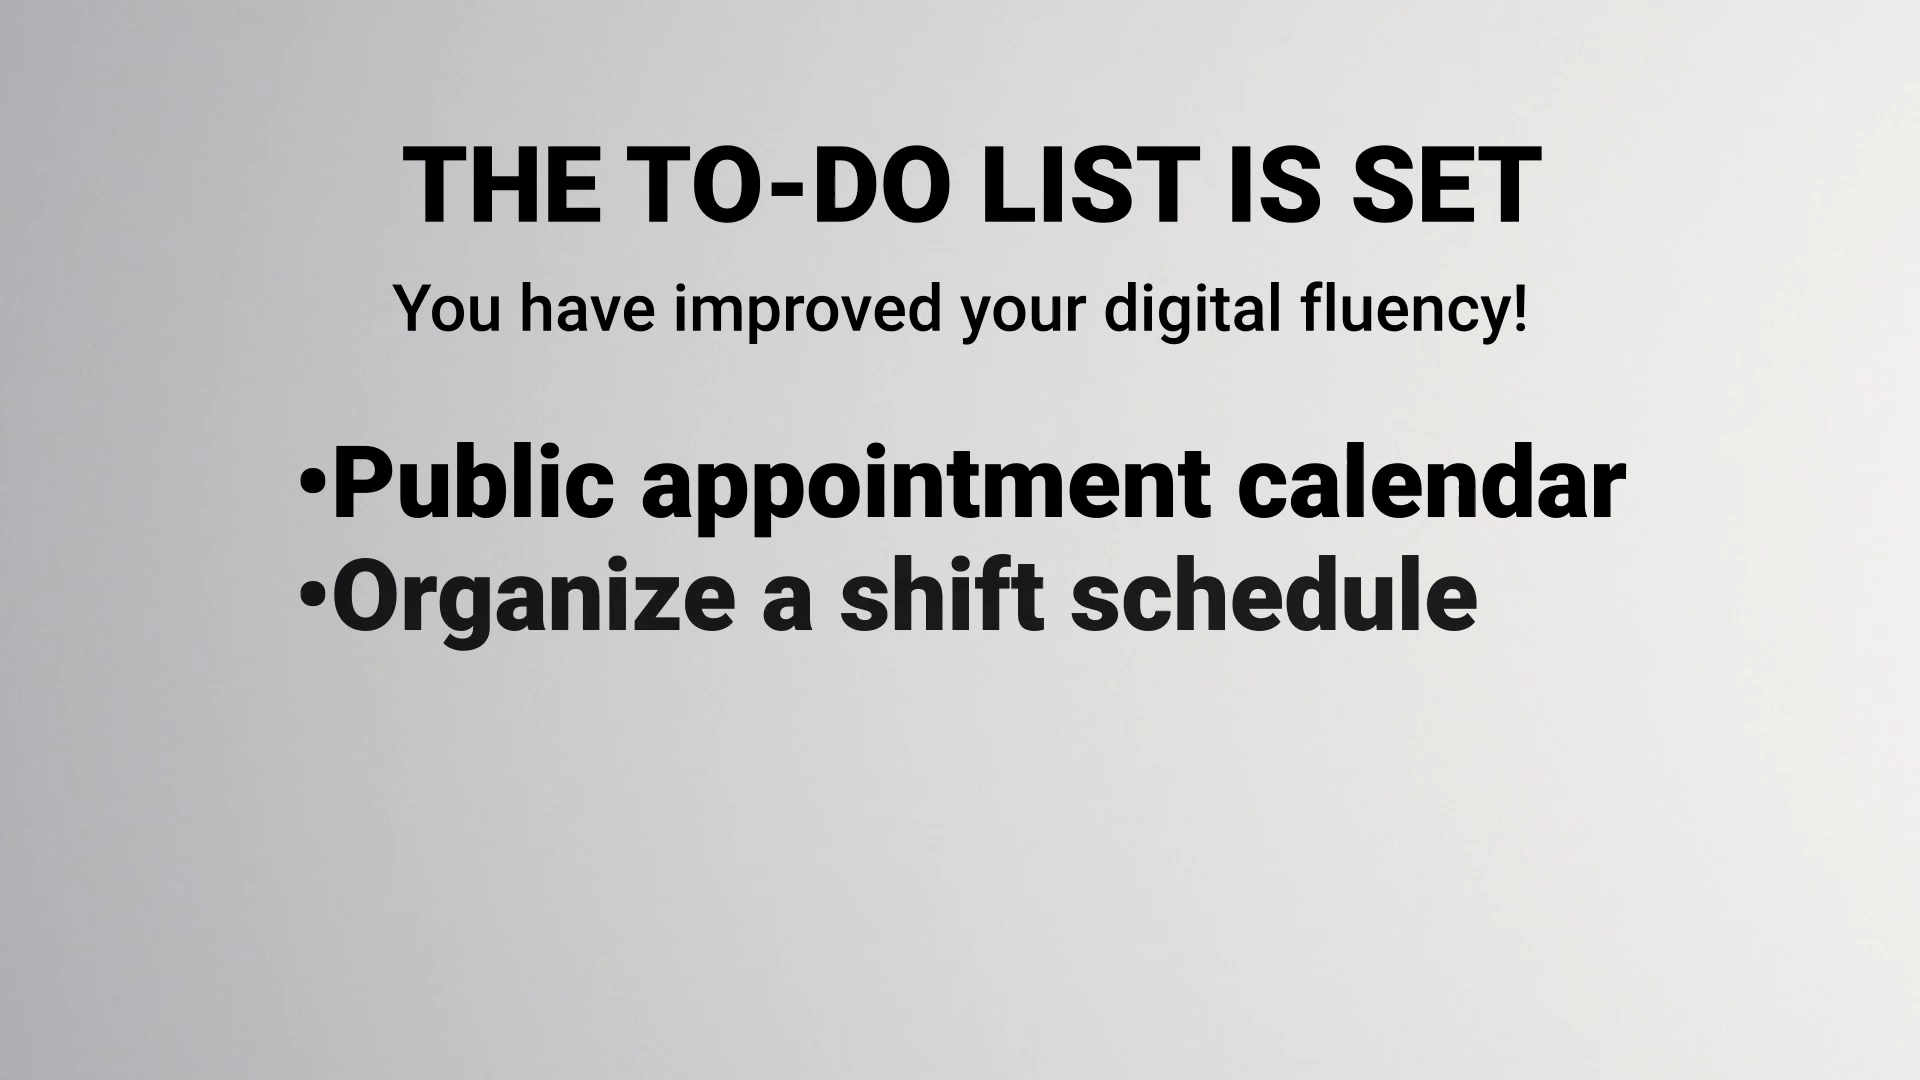 THE TO-DO LIST IS SET
You have improved your digital fluency!
•Public appointment calendar
•Organize a shift schedule